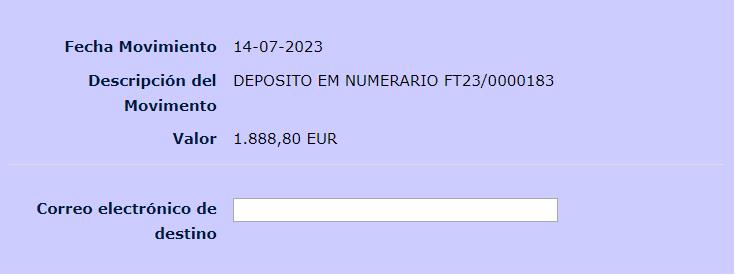 Fecha Movimiento 14-07-2023
Descripción del DEPOSITO EM NUMERARIO FT23/0000183
Movimento
Valor 1.888,80 EUR
Correo electrónico de
destino